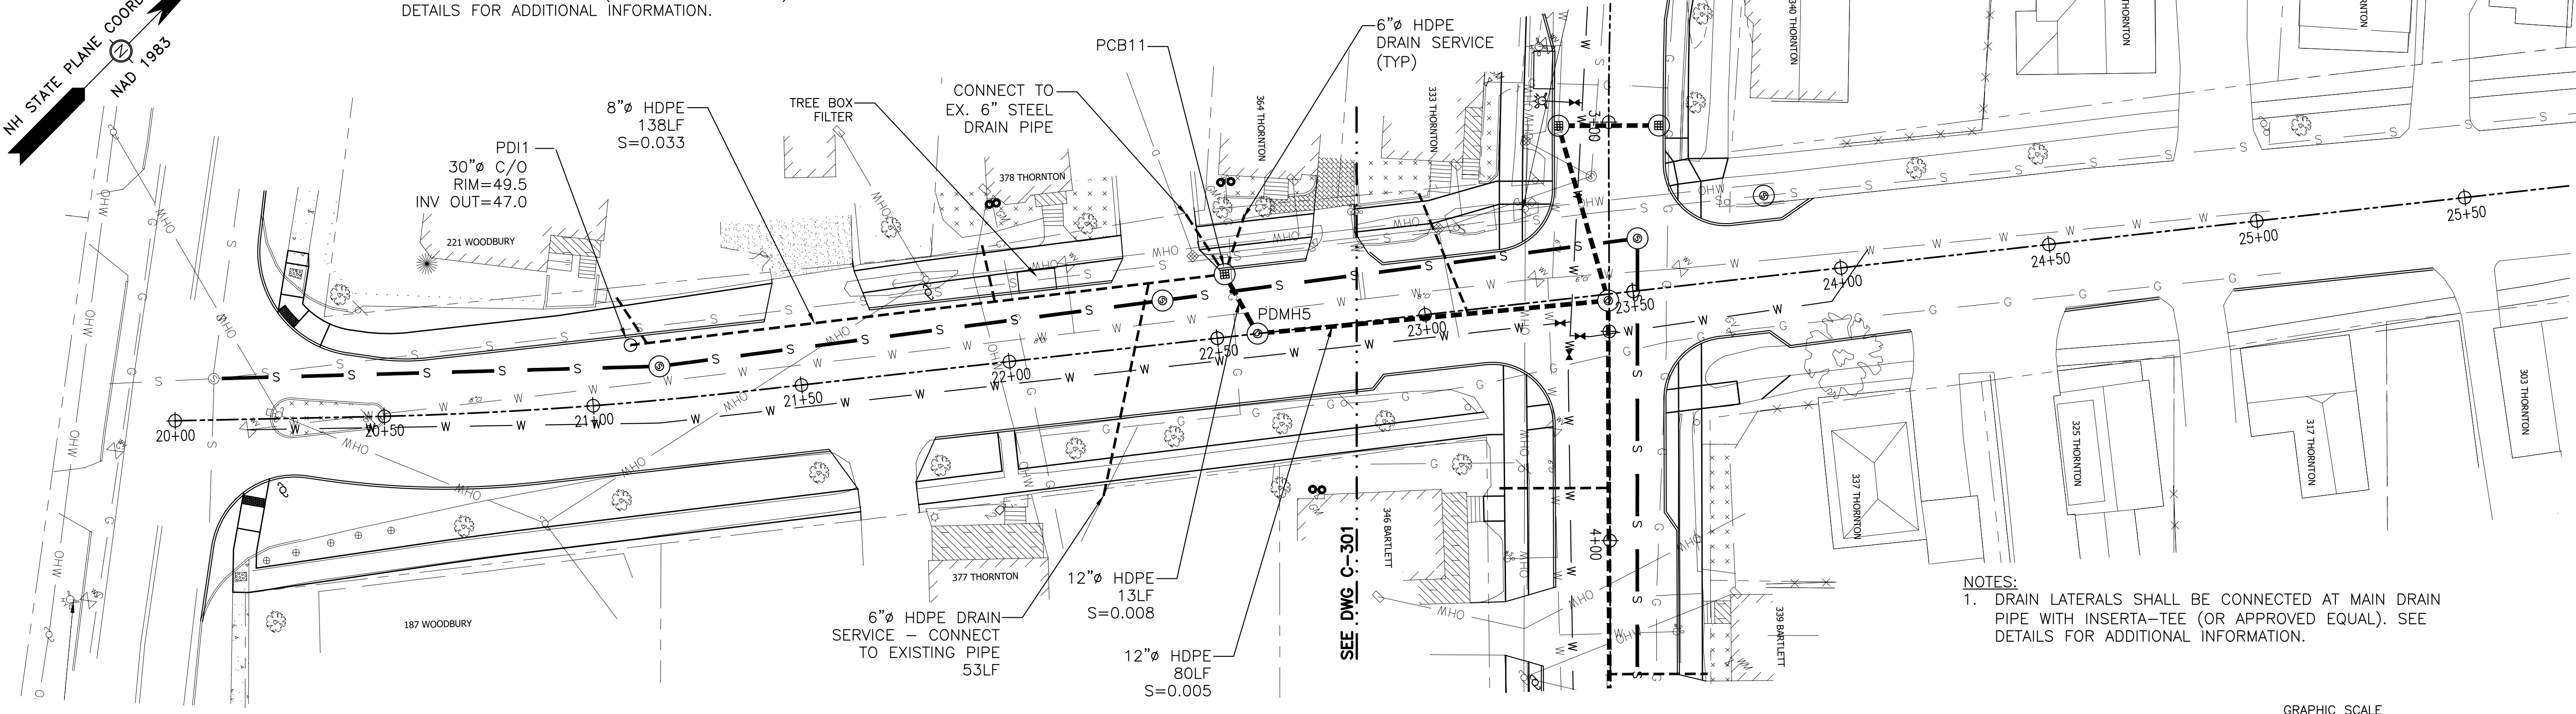 DETAILS FOR ADDITIONAL INFORMATION.
NH STATE PLANE COORD
N
NAD 1983
PDI1
30"ø C/O
RIM=49.5
INV OUT=47.0
8"ø HDPE
138LF
S=0.033
TREE BOX
FILTER
CONNECT TO
EX. 6" STEEL
DRAIN PIPE
PCB11
6"ø HDPE
DRAIN SERVICE
(TYP)
221 WOODBURY
378 THORNTON
364 THORNTON
333 THORNTON
340 THORNTON
THORNTON
THORNTON
PDMH5
20+00
20+50
21+00
21+50
22+00
22+50
23+00
23+50
24+00
24+50
25+00
25+50
3+00
4+00
187 WOODBURY
377 THORNTON
346 BARTLETT
339 BARTLETT
337 THORNTON
325 THORNTON
317 THORNTON
303 THORNTON
6"ø HDPE DRAIN
SERVICE – CONNECT
TO EXISTING PIPE
53LF
12"ø HDPE
13LF
S=0.008
12"ø HDPE
80LF
S=0.005
SEE DWG C-301
NOTES:
1. DRAIN LATERALS SHALL BE CONNECTED AT MAIN DRAIN
PIPE WITH INSERTA–TEE (OR APPROVED EQUAL). SEE
DETAILS FOR ADDITIONAL INFORMATION.
GRAPHIC SCALE